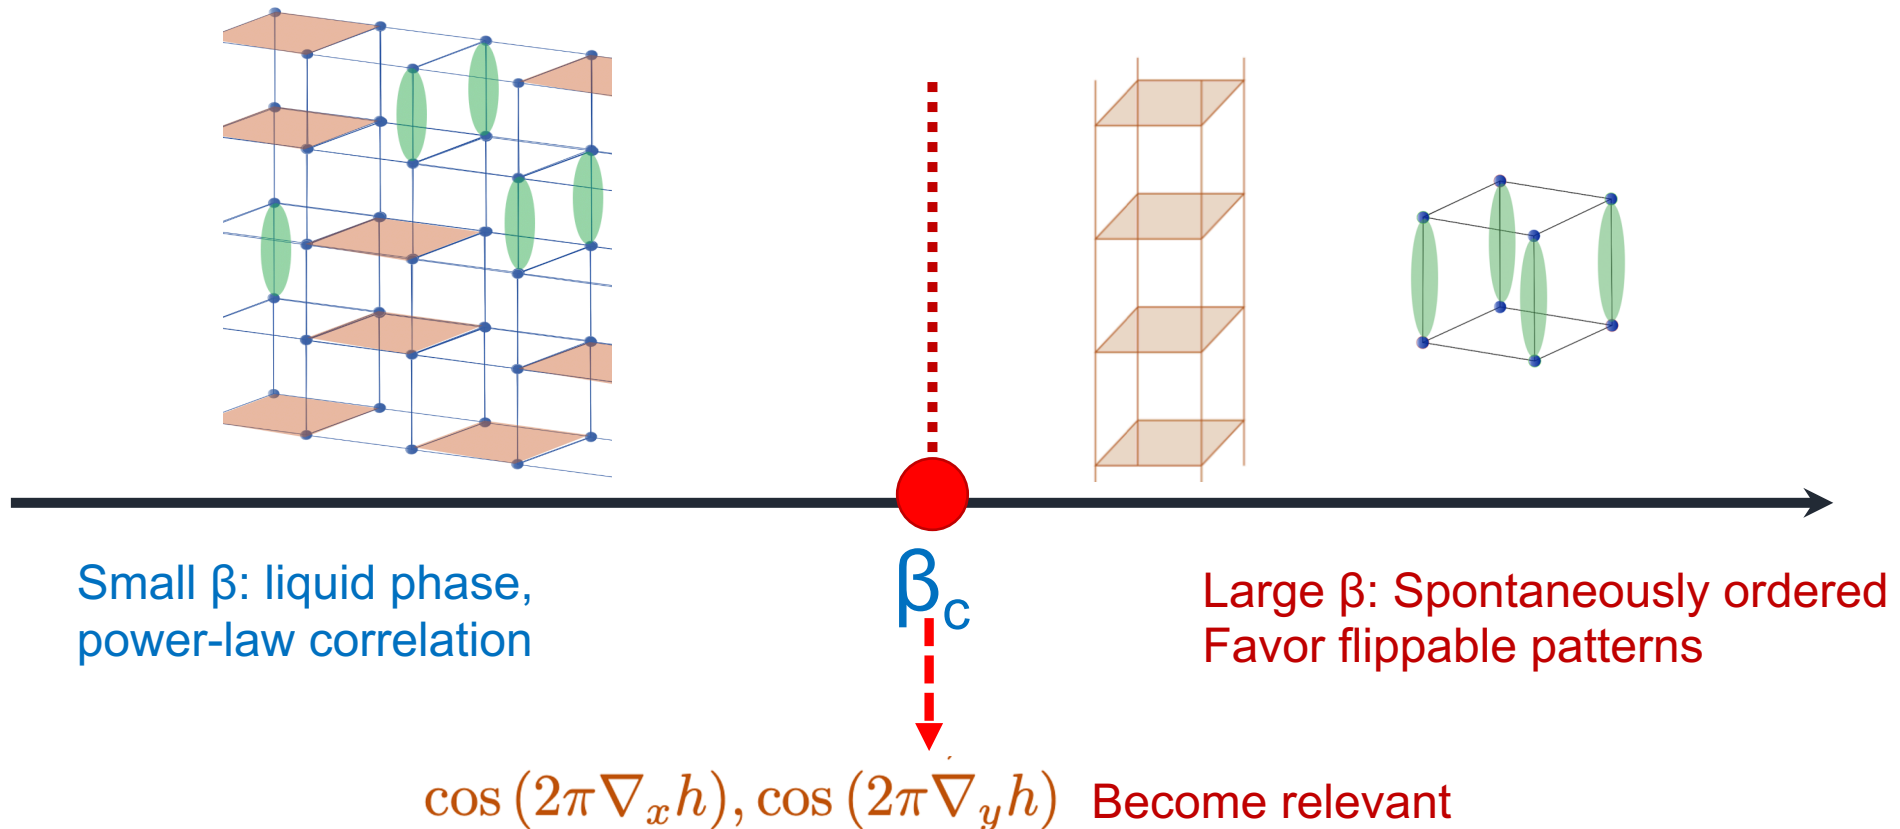 Small β: liquid phase,
power-law correlation
βc
Large β: Spontaneously ordered
Favor flippable patterns
cos (2π∇ₓh), cos (2π∇ᵧh) Become relevant